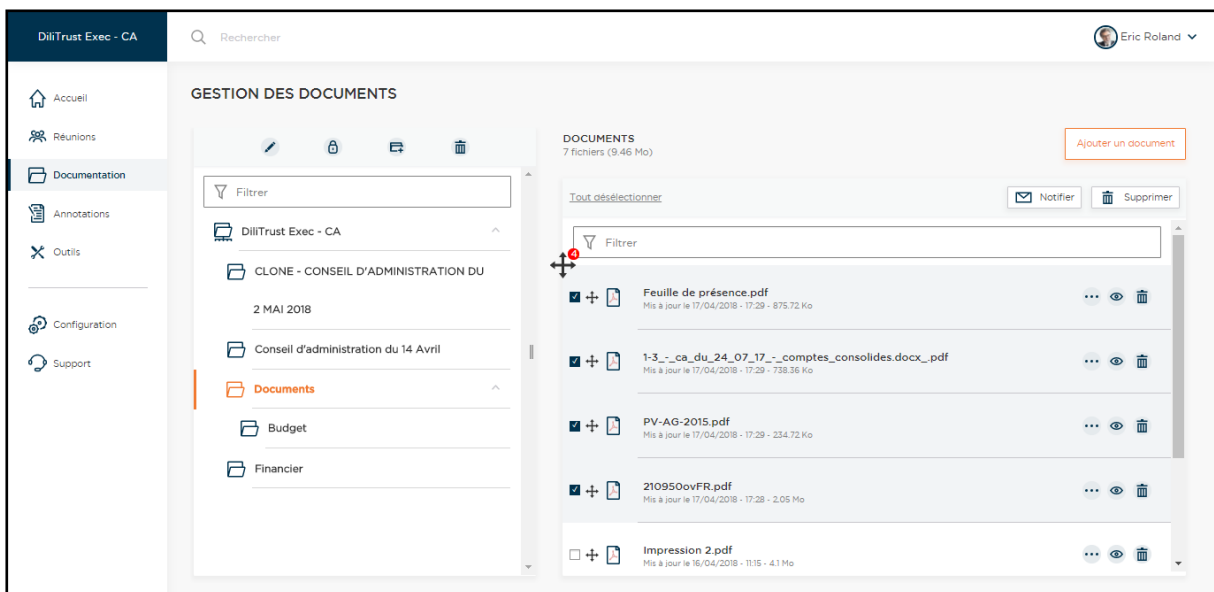 DiliTrust Exec - CA
Rechercher
Eric Roland
Accueil
Réunions
Documentation
Annotations
Outils
Configuration
Support
GESTION DES DOCUMENTS
Filtrer
DiliTrust Exec - CA
CLONE - CONSEIL D'ADMINISTRATION DU
2 MAI 2018
Conseil d'administration du 14 Avril
Documents
Budget
Financier
DOCUMENTS
7 fichiers (9.46 Mo)
Ajouter un document
Tout désélectionner
Notifier
Supprimer
Filtrer
4
Feuille de présence.pdf
Mis à jour le 17/04/2018 - 17:29 - 875.72 Ko
1-3_-_ca_du_24_07_17_-_comptes_consolides.docx_.pdf
Mis à jour le 17/04/2018 - 17:29 - 738.36 Ko
PV-AG-2015.pdf
Mis à jour le 17/04/2018 - 17:29 - 234.72 Ko
210950ovFR.pdf
Mis à jour le 17/04/2018 - 17:28 - 2.05 Mo
Impression 2.pdf
Mis à jour le 16/04/2018 - 11:15 - 4.1 Mo